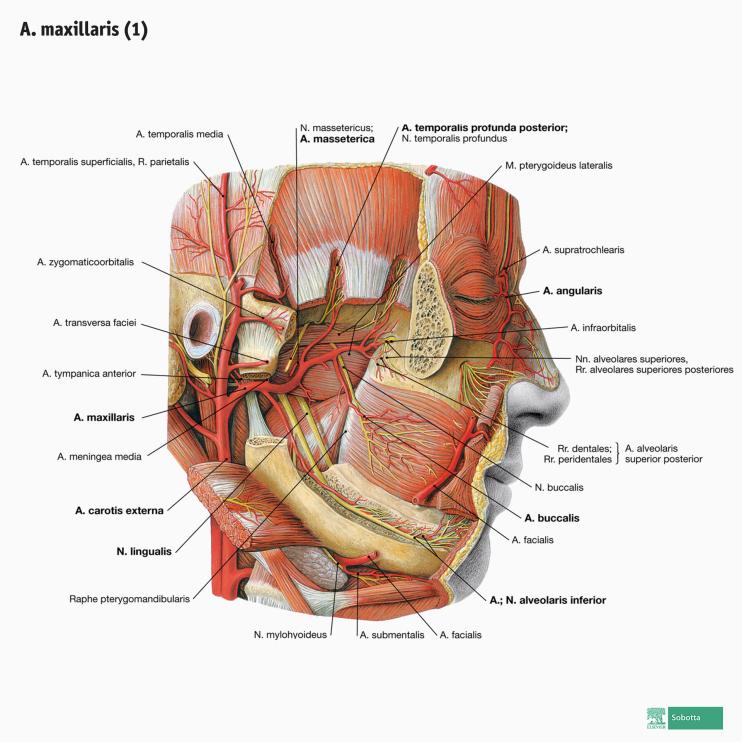 A. maxillaris (1)
A. temporalis media
N. massetericus;
A. masseterica
A. temporalis profunda posterior;
N. temporalis profundus
A. temporalis superficialis, R. parietalis
M. pterygoideus lateralis
A. zygomaticoorbitalis
A. supratrochlearis
A. angularis
A. transversa faciei
A. infraorbitalis
Nn. alveolares superiores,
Rr. alveolares superiores posteriores
A. tympanica anterior
A. maxillaris
A. meningea media
Rr. dentales; } A. alveolaris
Rr. peridentales } superior posterior
N. buccalis
A. carotis externa
A. buccalis
A. facialis
N. lingualis
Raphe pterygomandibularis
A.; N. alveolaris inferior
N. mylohyoideus
A. submentalis
A. facialis
ELSEVIER
Sobotta